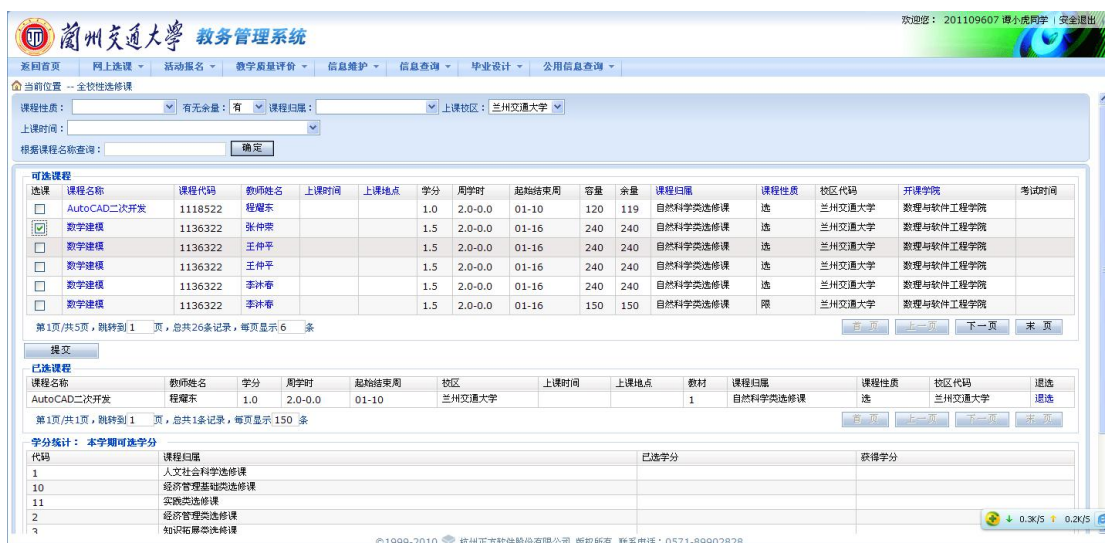 欢迎您： 201109607 谭小虎同学 | 安全退出
兰州交通大学 教务管理系统
返回首页 网上选课 活动报名 教学质量评价 信息维护 信息查询 毕业设计 公用信息查询
当前位置 -- 全校性选修课
课程性质： 有无余量： 有 课程归属： 上课校区： 兰州交通大学
上课时间：
根据课程名称查询： 确定
可选课程
选课 课程名称 课程代码 教师姓名 上课时间 上课地点 学分 周学时 起始结束周 容量 余量 课程归属 课程性质 校区代码 开课学院 考试时间
AutoCAD二次开发 1118522 程耀东 1.0 2.0-0.0 01-10 120 119 自然科学类选修课 选 兰州交通大学 数理与软件工程学院
数学建模 1136322 张仲荣 1.5 2.0-0.0 01-16 240 240 自然科学类选修课 选 兰州交通大学 数理与软件工程学院
数学建模 1136322 王仲平 1.5 2.0-0.0 01-16 240 240 自然科学类选修课 选 兰州交通大学 数理与软件工程学院
数学建模 1136322 王仲平 1.5 2.0-0.0 01-16 240 240 自然科学类选修课 选 兰州交通大学 数理与软件工程学院
数学建模 1136322 李沐春 1.5 2.0-0.0 01-16 240 240 自然科学类选修课 选 兰州交通大学 数理与软件工程学院
数学建模 1136322 李沐春 1.5 2.0-0.0 01-16 150 150 自然科学类选修课 限 兰州交通大学 数理与软件工程学院
第1页/共5页，跳转到 1 页，总共26条记录，每页显示 6 条 首 页 上一页 下一页 末 页
提交
已选课程
课程名称 教师姓名 学分 周学时 起始结束周 校区 上课时间 上课地点 教材 课程归属 课程性质 校区代码 退选
AutoCAD二次开发 程耀东 1.0 2.0-0.0 01-10 兰州交通大学 1 自然科学类选修课 选 兰州交通大学 退选
第1页/共1页，跳转到 1 页，总共1条记录，每页显示 150 条 首 页 上一页 下一页 末 页
学分统计： 本学期可选学分
代码 课程归属 已选学分 获得学分
1 人文社会科学选修课
10 经济管理基础类选修课
11 实践类选修课
2 经济管理类选修课
3 知识拓展类选修课
0.3K/S 0.2K/S
©1999-2010 杭州正方软件股份有限公司 版权所有 联系电话：0571-89902828